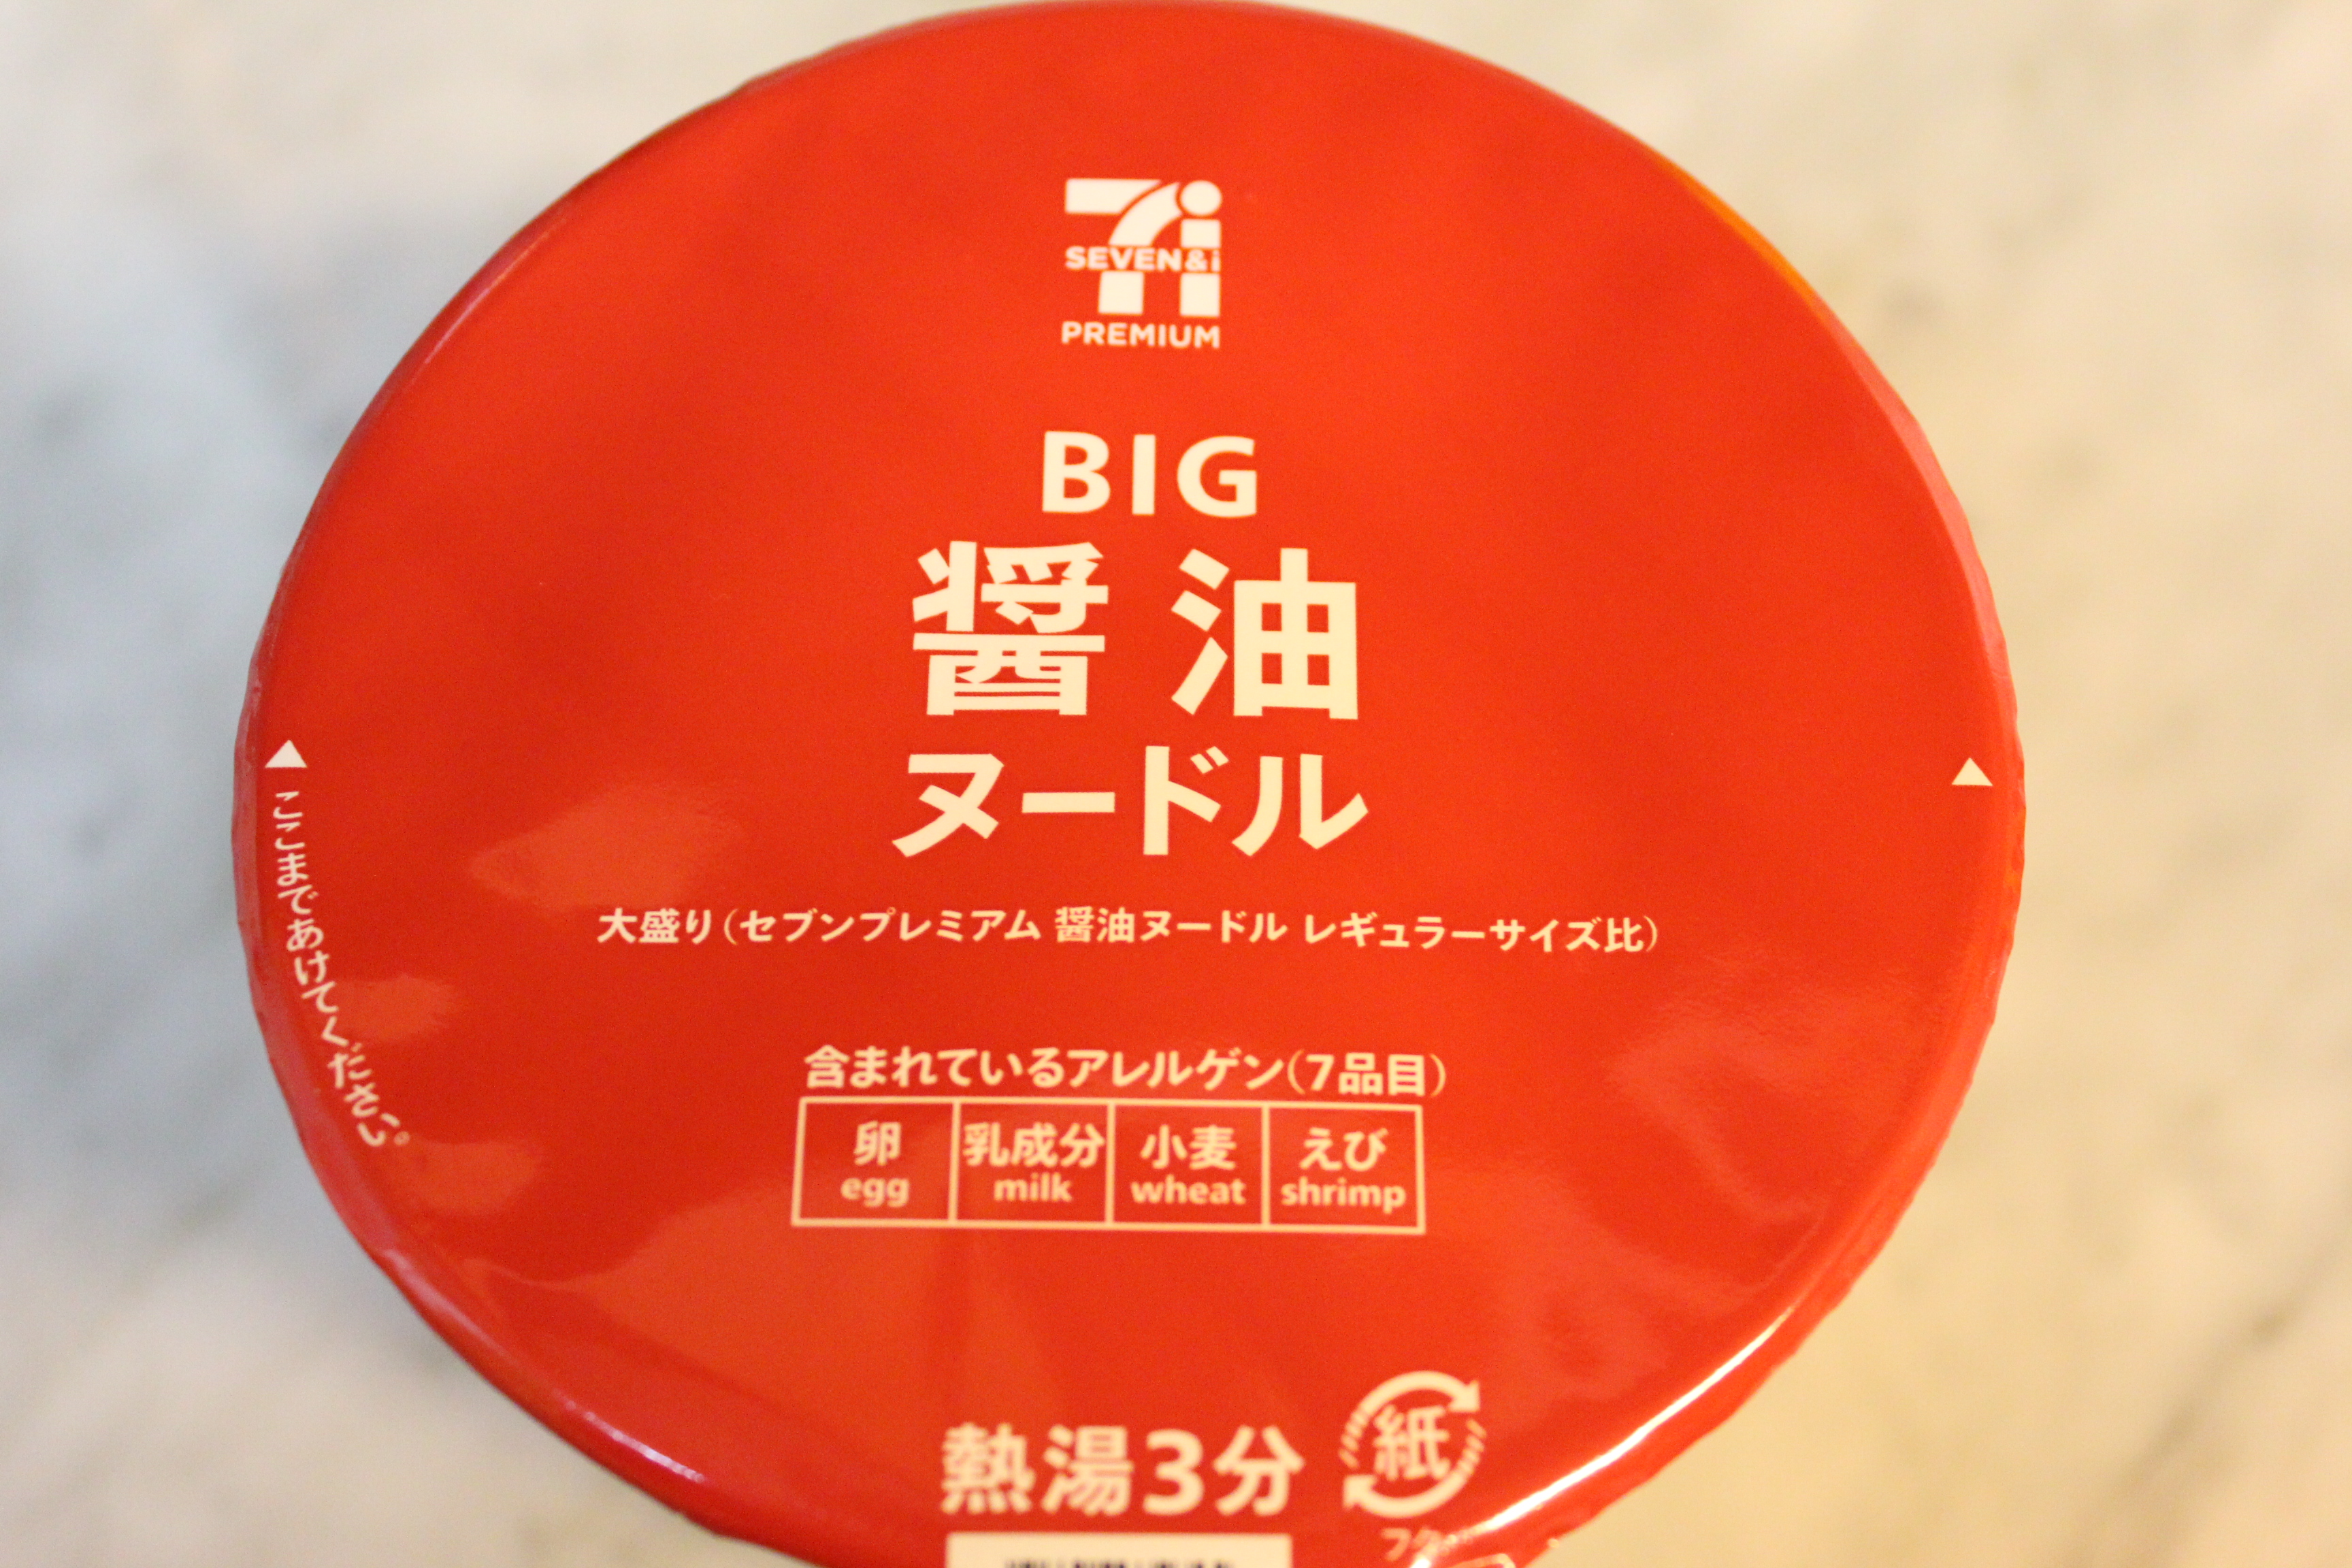 SEVEN&i
PREMIUM
BIG
醤油
ヌードル
大盛り(セブンプレミアム 醤油ヌードル レギュラーサイズ比)
▲ここまであけてください。
含まれているアレルゲン(7品目)
卵 乳成分 小麦 えび
egg milk wheat shrimp
熱湯3分
紙
フタ